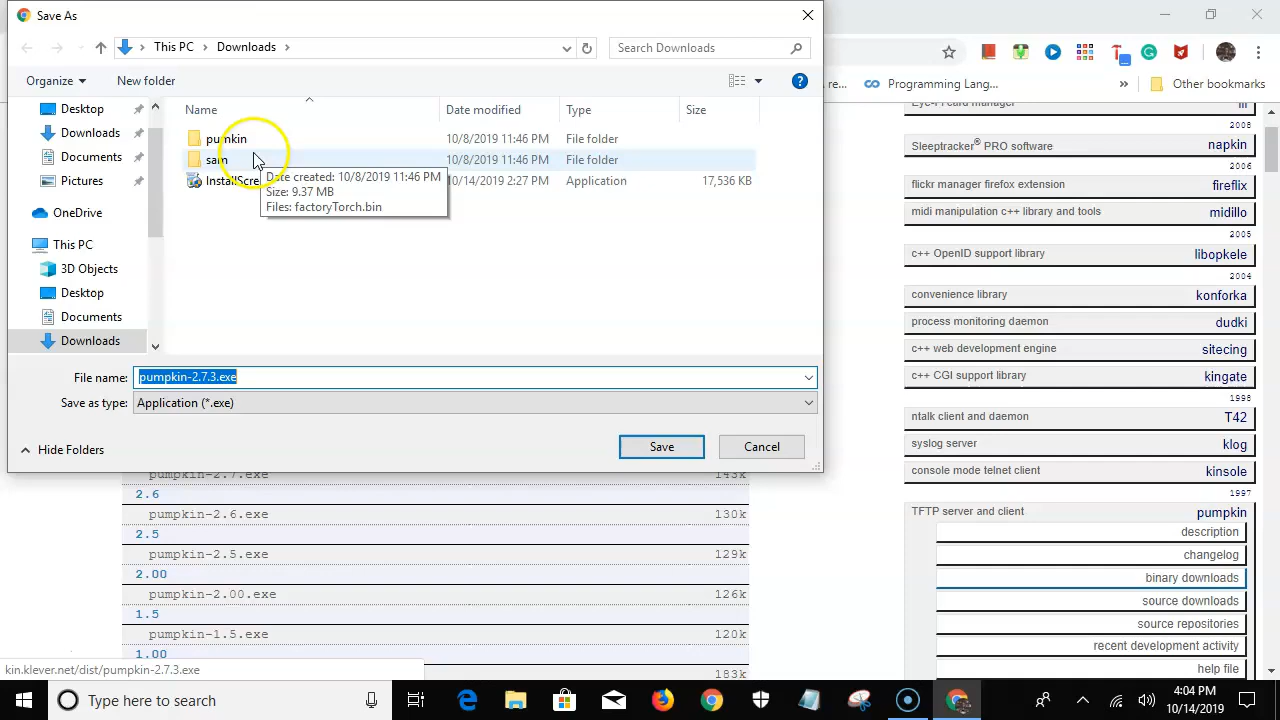 Save As
This PC
Downloads
Search Downloads
Organize
New folder
Name
Date modified
Type
Size
Desktop
Downloads
Documents
Pictures
OneDrive
This PC
3D Objects
Desktop
Documents
Downloads
pumkin
10/8/2019 11:46 PM
File folder
sam
10/8/2019 11:46 PM
File folder
InstallScre
10/14/2019 2:27 PM
Application
17,536 KB
Date created: 10/8/2019 11:46 PM
Size: 9.37 MB
Files: factoryTorch.bin
File name:
pumpkin-2.7.3.exe
Save as type:
Application (*.exe)
Hide Folders
Save
Cancel
re...
Programming Lang...
»
Other bookmarks
2008
Sleeptracker® PRO software
napkin
2006
flickr manager firefox extension
fireflix
midi manipulation c++ library and tools
midillo
2005
c++ OpenID support library
libopkele
2004
convenience library
konforka
process monitoring daemon
dudki
c++ web development engine
sitecing
c++ CGI support library
kingate
1998
ntalk client and daemon
T42
syslog server
klog
console mode telnet client
kinsole
1997
TFTP server and client
pumpkin
description
changelog
binary downloads
source downloads
source repositories
recent development activity
help file
pumpkin-2.7.exe
143k
2.6
pumpkin-2.6.exe
130k
2.5
pumpkin-2.5.exe
129k
2.00
pumpkin-2.00.exe
126k
1.5
pumpkin-1.5.exe
120k
1.00
183k
kin.klever.net/dist/pumpkin-2.7.3.exe
Type here to search
4:04 PM
10/14/2019